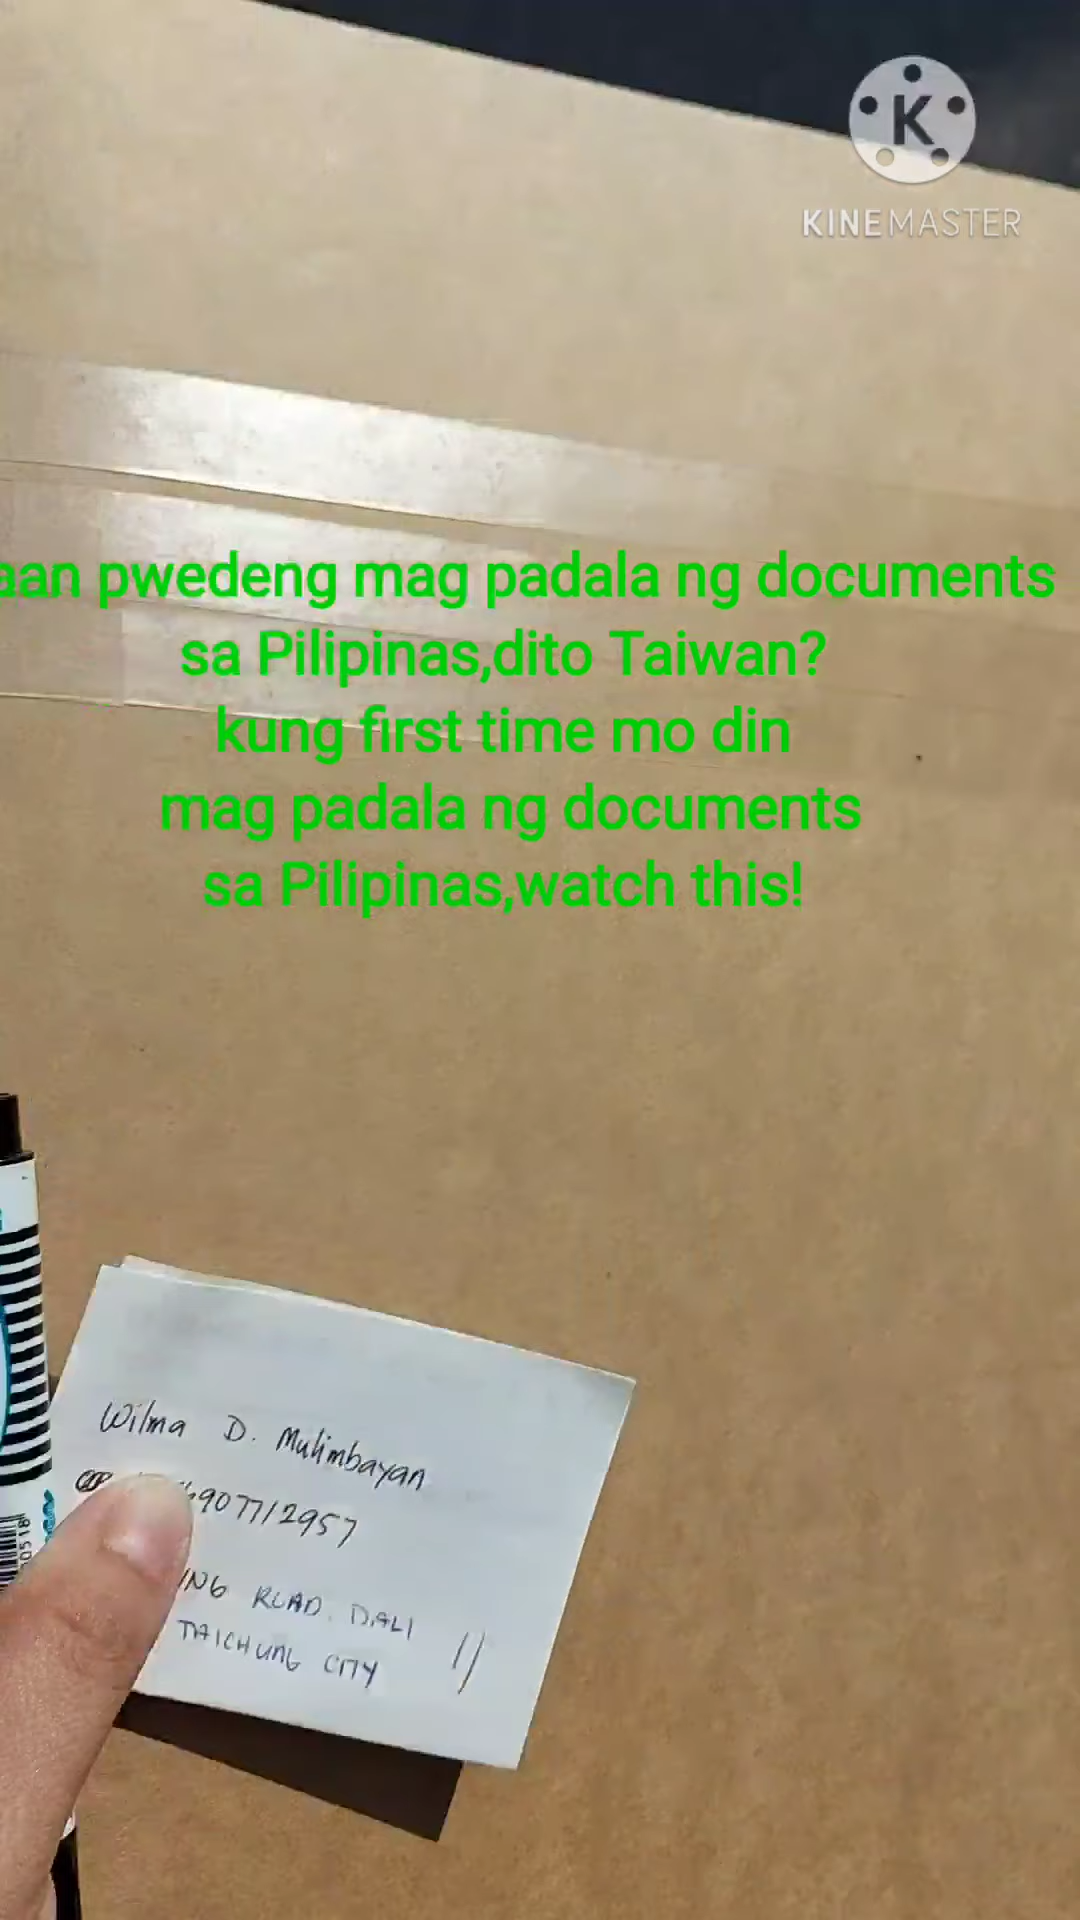 KINEMASTER
aan pwedeng mag padala ng documents
sa Pilipinas,dito Taiwan?
kung first time mo din
mag padala ng documents
sa Pilipinas,watch this!
Wilma D. Mulimbayan
6907712957
ING ROAD. DALI
TAICHUNG CITY